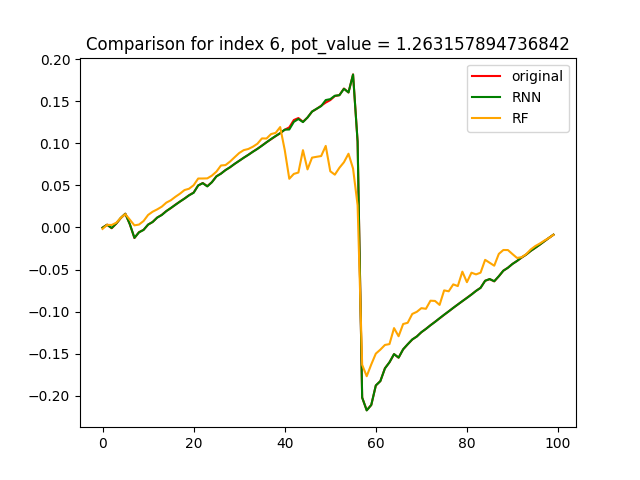 Comparison for index 6, pot_value = 1.263157894736842
original
RNN
RF
0.20
0.15
0.10
0.05
0.00
−0.05
−0.10
−0.15
−0.20
0 20 40 60 80 100